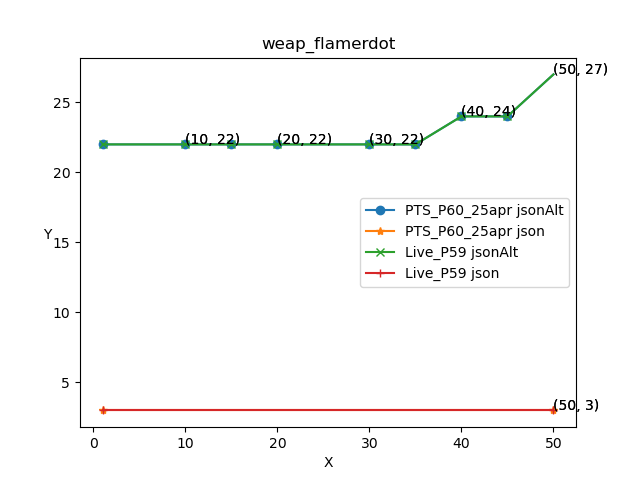 weap_flamerdot
(50, 27)
25
(40, 24)
(10, 22)
(20, 22)
(30, 22)
20
PTS_P60_25apr jsonAlt
PTS_P60_25apr json
Live_P59 jsonAlt
Live_P59 json
Y
15
10
5
(50, 3)
0 10 20 30 40 50
X